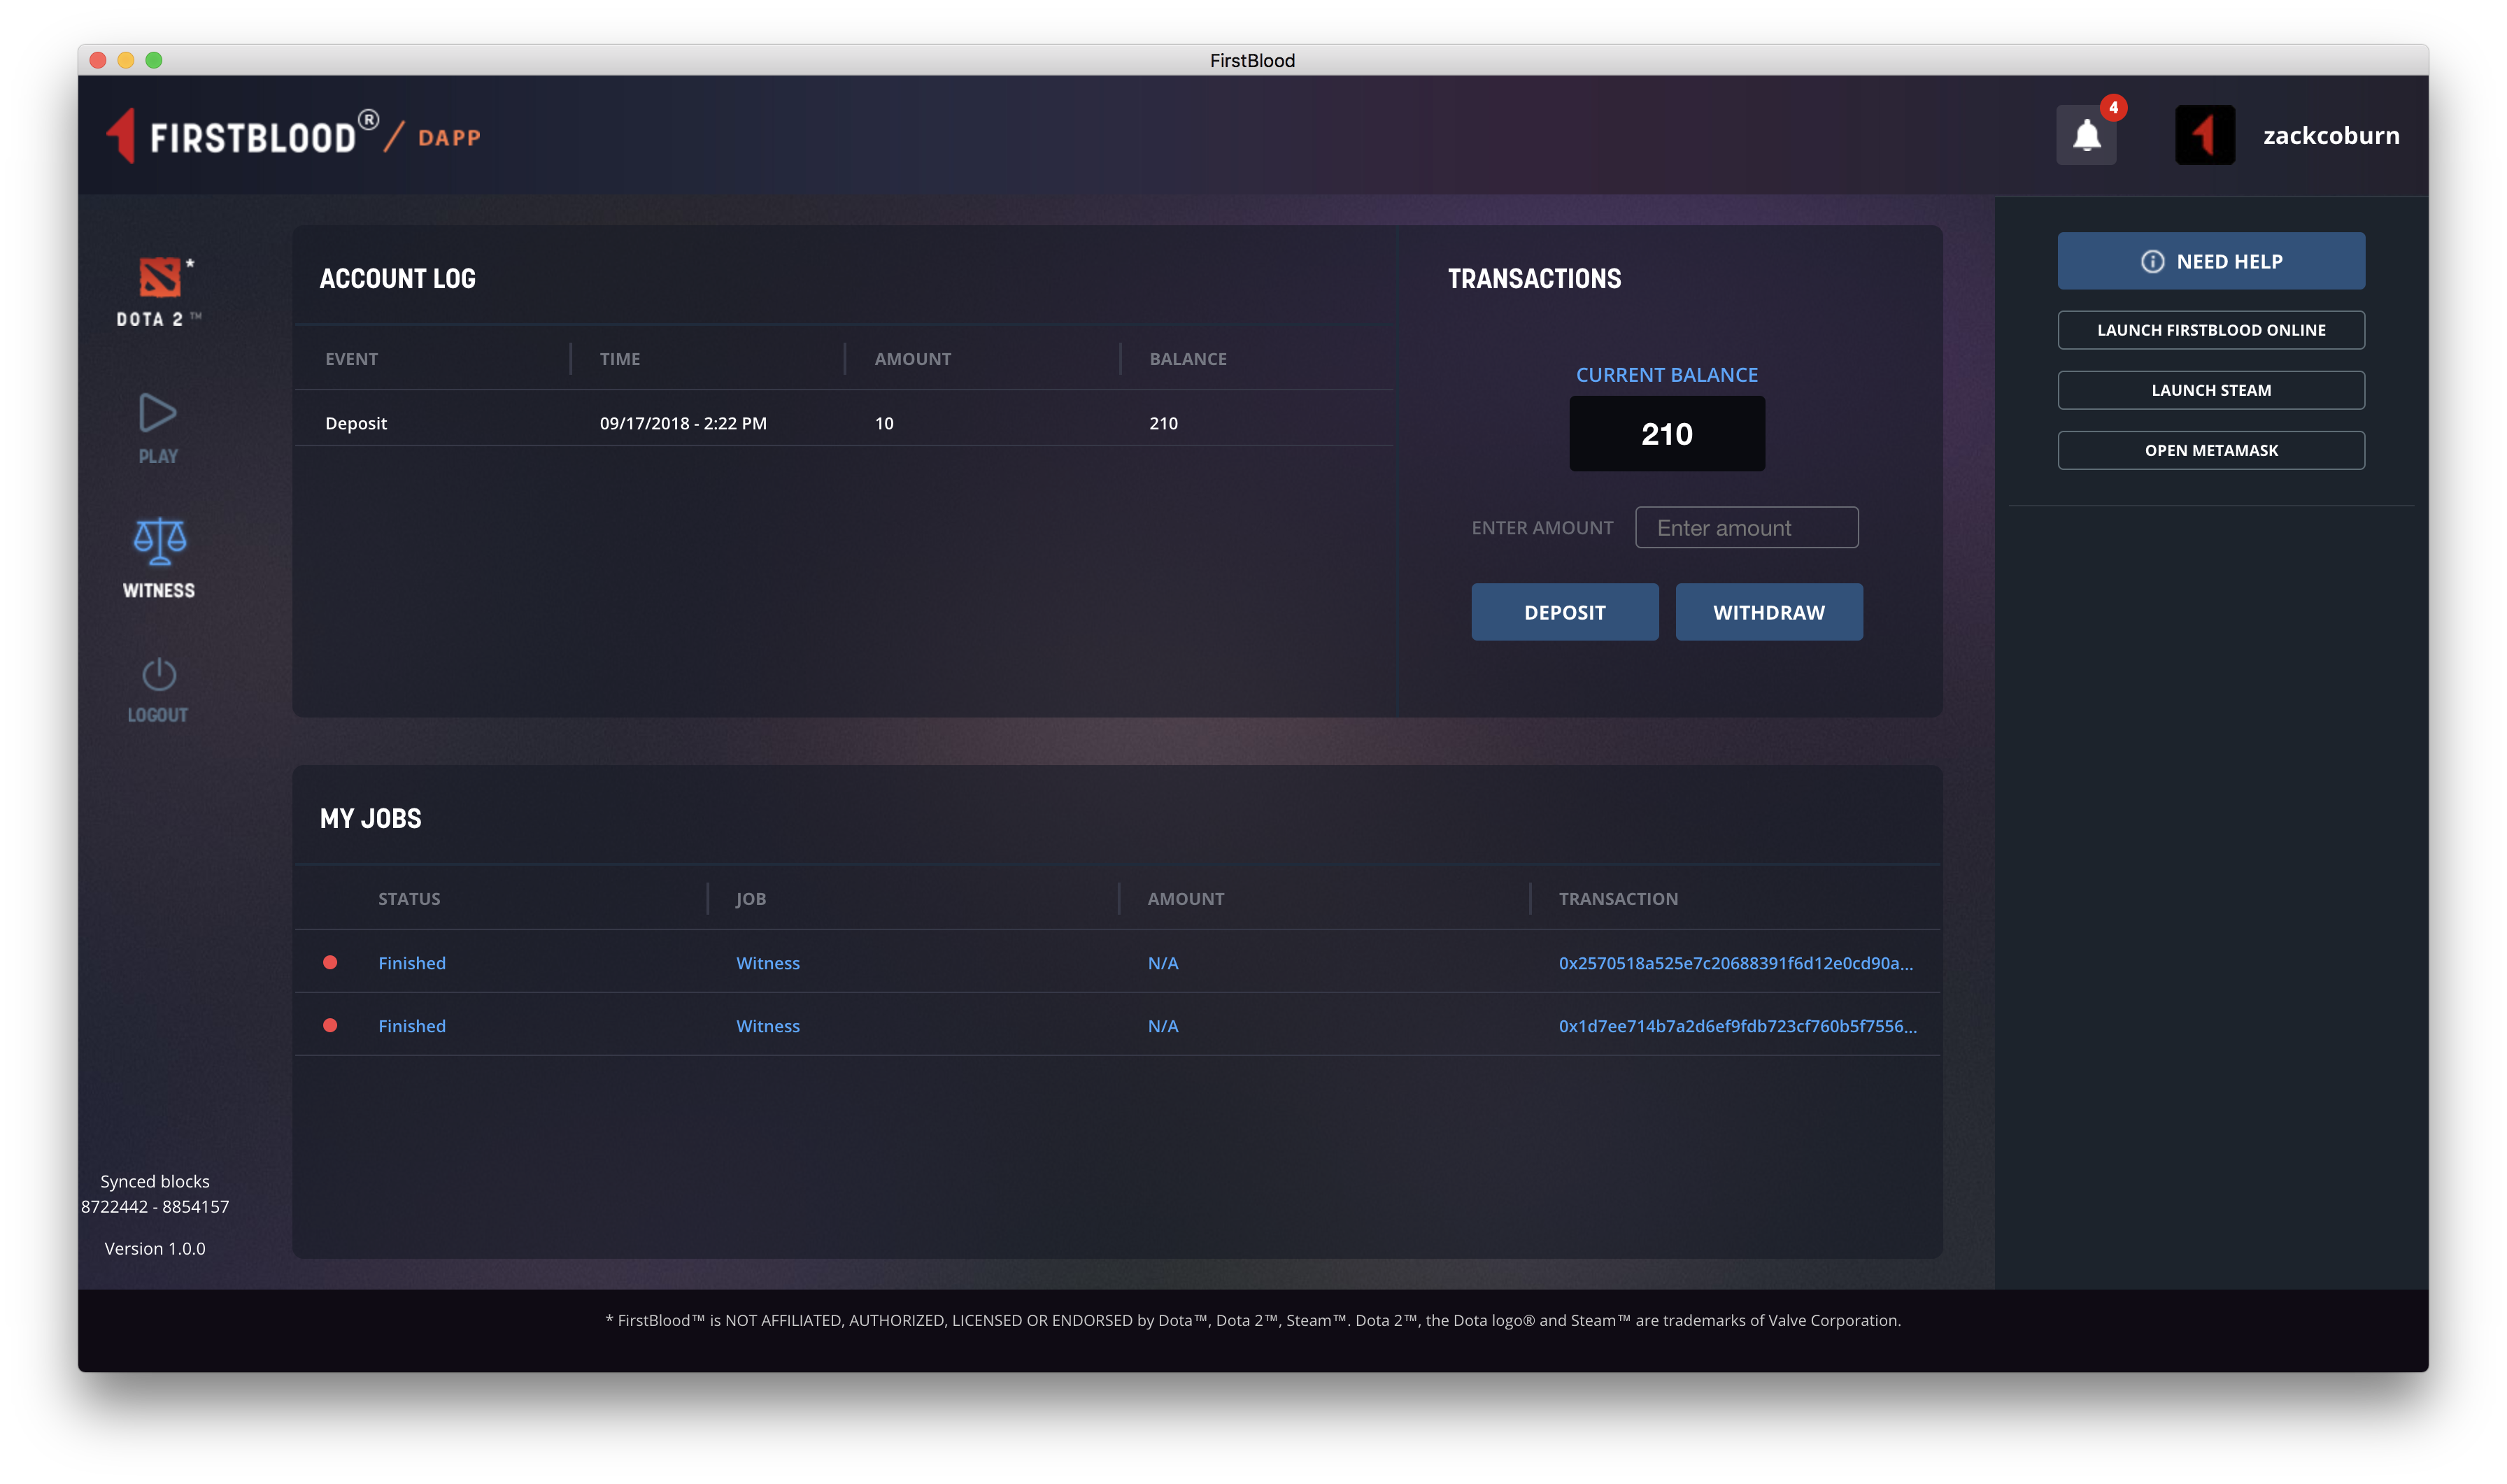 FirstBlood
FIRSTBLOOD® / DAPP
4
zackcoburn
*
DOTA 2 ™
PLAY
WITNESS
LOGOUT
Synced blocks
8722442 - 8854157
Version 1.0.0
ACCOUNT LOG
EVENT TIME AMOUNT BALANCE
Deposit 09/17/2018 - 2:22 PM 10 210
TRANSACTIONS
CURRENT BALANCE
210
ENTER AMOUNT Enter amount
DEPOSIT WITHDRAW
MY JOBS
STATUS JOB AMOUNT TRANSACTION
Finished Witness N/A 0x2570518a525e7c20688391f6d12e0cd90a...
Finished Witness N/A 0x1d7ee714b7a2d6ef9fdb723cf760b5f7556...
NEED HELP
LAUNCH FIRSTBLOOD ONLINE
LAUNCH STEAM
OPEN METAMASK
* FirstBlood™ is NOT AFFILIATED, AUTHORIZED, LICENSED OR ENDORSED by Dota™, Dota 2™, Steam™. Dota 2™, the Dota logo® and Steam™ are trademarks of Valve Corporation.